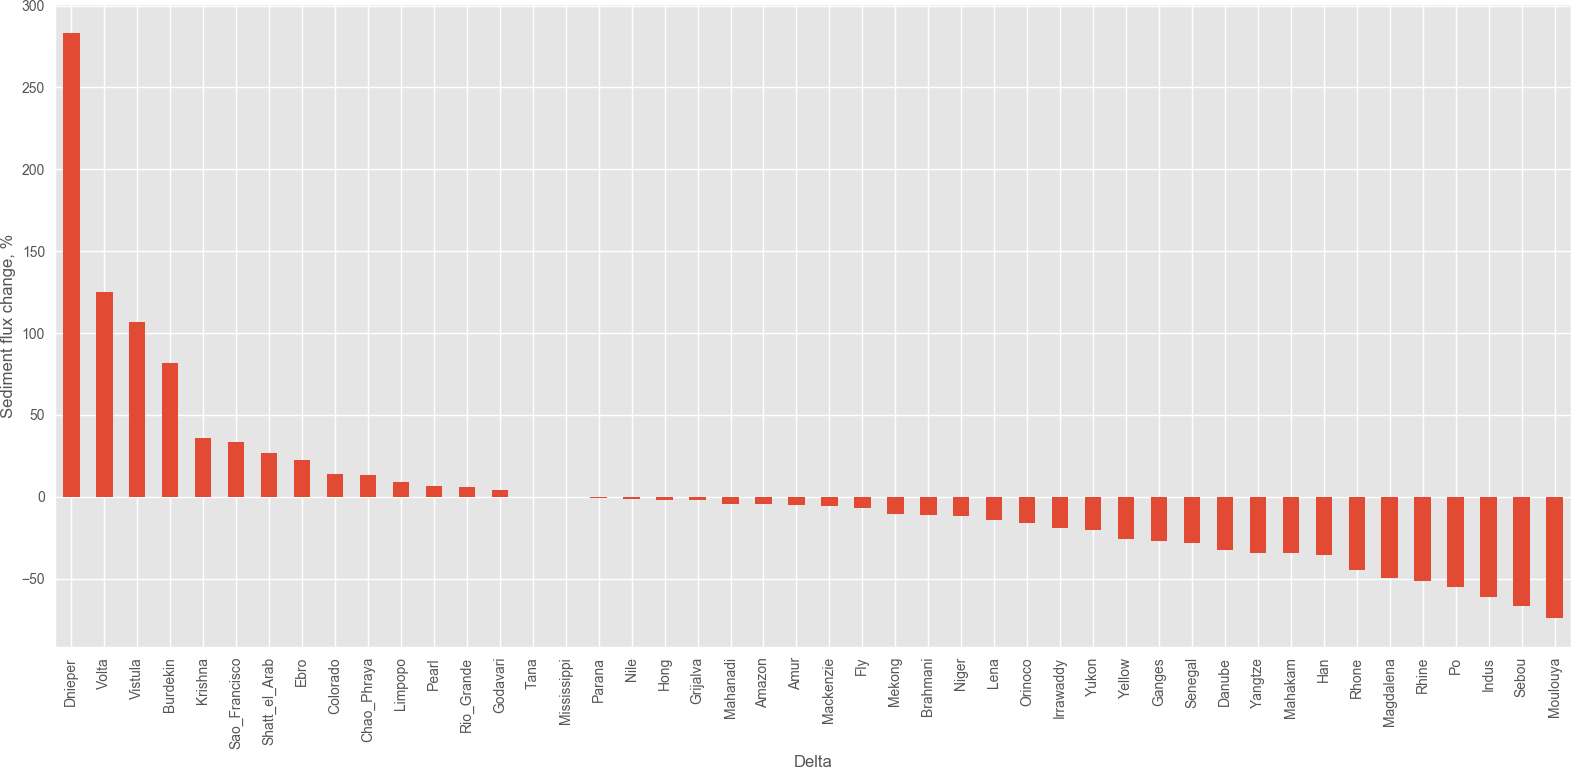 300
250
200
150
100
50
0
−50
Sediment flux change, %
Dnieper
Volta
Vistula
Burdekin
Krishna
Sao_Francisco
Shatt_el_Arab
Ebro
Colorado
Chao_Phraya
Limpopo
Pearl
Rio_Grande
Godavari
Tana
Mississippi
Parana
Nile
Hong
Grijalva
Mahanadi
Amazon
Amur
Mackenzie
Fly
Mekong
Brahmani
Niger
Lena
Orinoco
Irrawaddy
Yukon
Yellow
Ganges
Senegal
Danube
Yangtze
Mahakam
Han
Rhone
Magdalena
Rhine
Po
Indus
Sebou
Moulouya
Delta